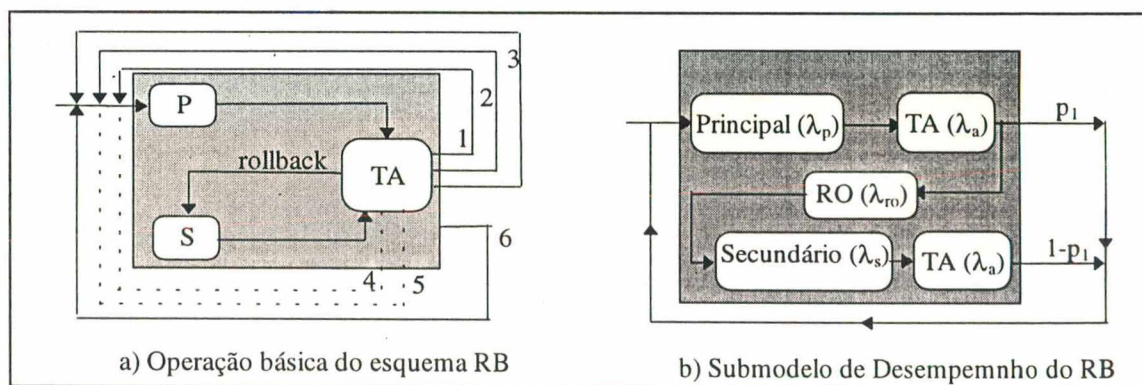 P
TA
rollback
S
1
2
3
4
5
6
a) Operação básica do esquema RB
Principal (λp)
TA (λa)
p1
RO (λro)
Secundário (λs)
TA (λa)
1-p1
b) Submodelo de Desempemnho do RB